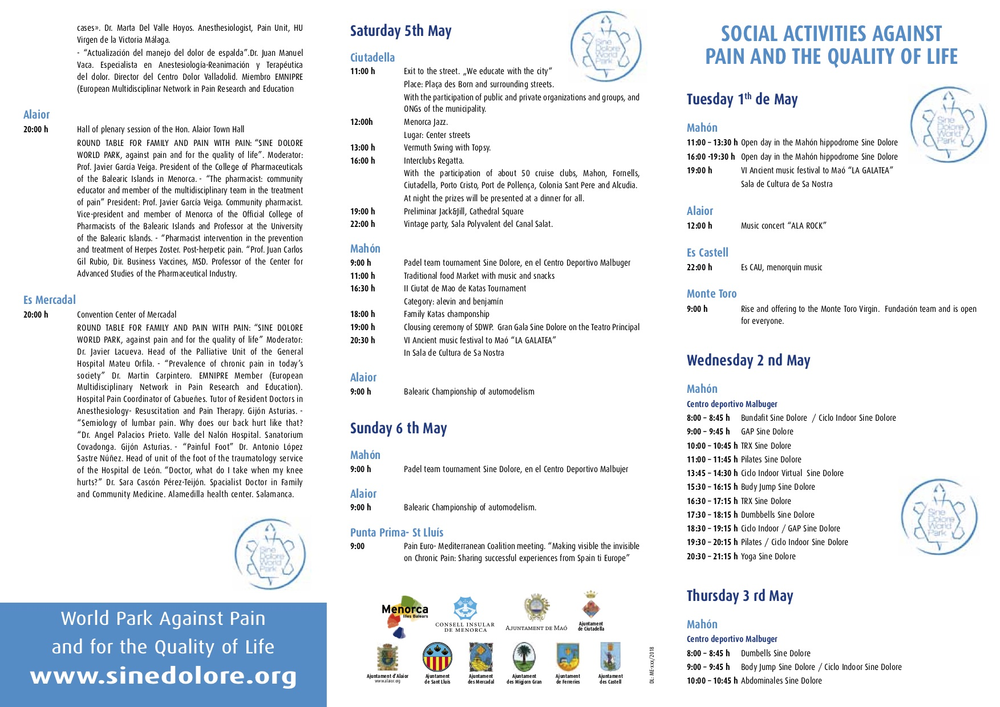 cases». Dr. Marta Del Valle Hoyos. Anesthesiologist, Pain Unit, HU
Virgen de la Victoria Málaga.
- “Actualización del manejo del dolor de espalda”.Dr. Juan Manuel
Vaca. Especialista en Anestesiología-Reanimación y Terapéutica
del dolor. Director del Centro Dolor Valladolid. Miembro EMNIPRE
(European Multidisciplinar Network in Pain Research and Education
Alaior
20:00 h Hall of plenary session of the Hon. Alaior Town Hall
ROUND TABLE FOR FAMILY AND PAIN WITH PAIN: “SINE DOLORE
WORLD PARK, against pain and for the quality of life”. Moderator:
Prof. Javier García Veíga. President of the College of Pharmaceuticals
of the Balearic Islands in Menorca. - “The pharmacist: community
educator and member of the multidisciplinary team in the treatment
of pain” President: Prof. Javier García Veiga. Community pharmacist.
Vice-president and member of Menorca of the Official College of
Pharmacists of the Balearic Islands and Professor at the University
of the Balearic Islands. - “Pharmacist intervention in the prevention
and treatment of Herpes Zoster. Post-herpetic pain. “Prof. Juan Carlos
Gil Rubio, Dir. Business Vaccines, MSD. Professor of the Center for
Advanced Studies of the Pharmaceutical Industry.
Es Mercadal
20:00 h Convention Center of Mercadal
ROUND TABLE FOR FAMILY AND PAIN WITH PAIN: “SINE DOLORE
WORLD PARK, against pain and for the quality of life” Moderator:
Dr. Javier Lacueva. Head of the Palliative Unit of the General
Hospital Mateu Orfila. - “Prevalence of chronic pain in today’s
society” Dr. Martin Carpintero. EMNIPRE Member (European
Multidisciplinary Network in Pain Research and Education).
Hospital Pain Coordinator of Cabueñes. Tutor of Resident Doctors in
Anesthesiology- Resuscitation and Pain Therapy. Gijón Asturias. -
“Semiology of lumbar pain. Why does our back hurt like that?
“Dr. Angel Palacios Prieto. Valle del Nalón Hospital. Sanatorium
Covadonga. Gijón Asturias. - “Painful Foot” Dr. Antonio López
Sastre Núñez. Head of unit of the foot of the traumatology service
of the Hospital de León. “Doctor, what do I take when my knee
hurts?” Dr. Sara Cascón Pérez-Teijón. Spacialist Doctor in Family
and Community Medicine. Alamedilla health center. Salamanca.
Sine
Dolore
World
Park
World Park Against Pain
and for the Quality of Life
www.sinedolore.org
Saturday 5th May
Sine
Dolore
World
Park
Ciutadella
11:00 h Exit to the street. „We educate with the city“
Place: Plaça des Born and surrounding streets.
With the participation of public and private organizations and groups, and
ONGs of the municipality.
12:00h Menorca Jazz.
Lugar: Center streets
13:00 h Vermuth Swing with Topsy.
16:00 h Interclubs Regatta.
With the participation of about 50 cruise clubs, Mahon, Fornells,
Ciutadella, Porto Cristo, Port de Pollença, Colonia Sant Pere and Alcudia.
At night the prizes will be presented at a dinner for all.
19:00 h Preliminar Jack&Jill, Cathedral Square
22:00 h Vintage party, Sala Polyvalent del Canal Salat.
Mahón
9:00 h Padel team tournament Sine Dolore, en el Centro Deportivo Malbuger
11:00 h Traditional food Market with music and snacks
16:30 h II Ciutat de Mao de Katas Tournament
Category: alevin and benjamín
18:00 h Family Katas champonship
19:00 h Clousing ceremony of SDWP. Gran Gala Sine Dolore on the Teatro Principal
20:30 h VI Ancient music festival to Maó “LA GALATEA”
In Sala de Cultura de Sa Nostra
Alaior
9:00 h Balearic Championship of automodelism
Sunday 6 th May
Mahón
9:00 h Padel team tournament Sine Dolore, en el Centro Deportivo Malbujer
Alaior
9:00 h Balearic Championship of automodelism.
Punta Prima- St Lluís
9:00 Pain Euro- Mediterranean Coalition meeting. “Making visible the invisible
on Chronic Pain: Sharing successful experiences from Spain ti Europe”
Menorca
Illes Balears
CONSELL INSULAR
DE MENORCA
AJUNTAMENT DE MAÓ
Ajuntament
de Ciutadella
Ajuntament d’Alaior
www.alaior.org
Ajuntament
de Sant Lluís
Ajuntament
des Mercadal
Ajuntament
des Migjorn Gran
Ajuntament
de Ferreries
Ajuntament
des Castell
DL: ME-xxx/2018
SOCIAL ACTIVITIES AGAINST
PAIN AND THE QUALITY OF LIFE
Tuesday 1th de May
Sine
Dolore
World
Park
Mahón
11:00 – 13:30 h Open day in the Mahón hippodrome Sine Dolore
16:00 -19:30 h Open day in the Mahón hippodrome Sine Dolore
19:00 h VI Ancient music festival to Maó “LA GALATEA”
Sala de Cultura de Sa Nostra
Alaior
12:00 h Music concert “ALA ROCK”
Es Castell
22:00 h Es CAU, menorquin music
Monte Toro
9:00 h Rise and offering to the Monte Toro Virgin. Fundación team and is open
for everyone.
Wednesday 2 nd May
Mahón
Centro deportivo Malbuger
8:00 – 8:45 h Bundafit Sine Dolore / Ciclo Indoor Sine Dolore
9:00 – 9:45 h GAP Sine Dolore
10:00 – 10:45 h TRX Sine Dolore
11:00 – 11:45 h Pilates Sine Dolore
13:45 – 14:30 h Ciclo Indoor Virtual Sine Dolore
15:30 – 16:15 h Budy Jump Sine Dolore
16:30 – 17:15 h TRX Sine Dolore
17:30 – 18:15 h Dumbbells Sine Dolore
18:30 – 19:15 h Ciclo Indoor / GAP Sine Dolore
19:30 – 20:15 h Pilates / Ciclo Indoor Sine Dolore
20:30 – 21:15 h Yoga Sine Dolore
Sine
Dolore
World
Park
Thursday 3 rd May
Mahón
Centro deportivo Malbuger
8:00 – 8:45 h Dumbells Sine Dolore
9:00 – 9:45 h Body Jump Sine Dolore / Ciclo Indoor Sine Dolore
10:00 – 10:45 h Abdominales Sine Dolore